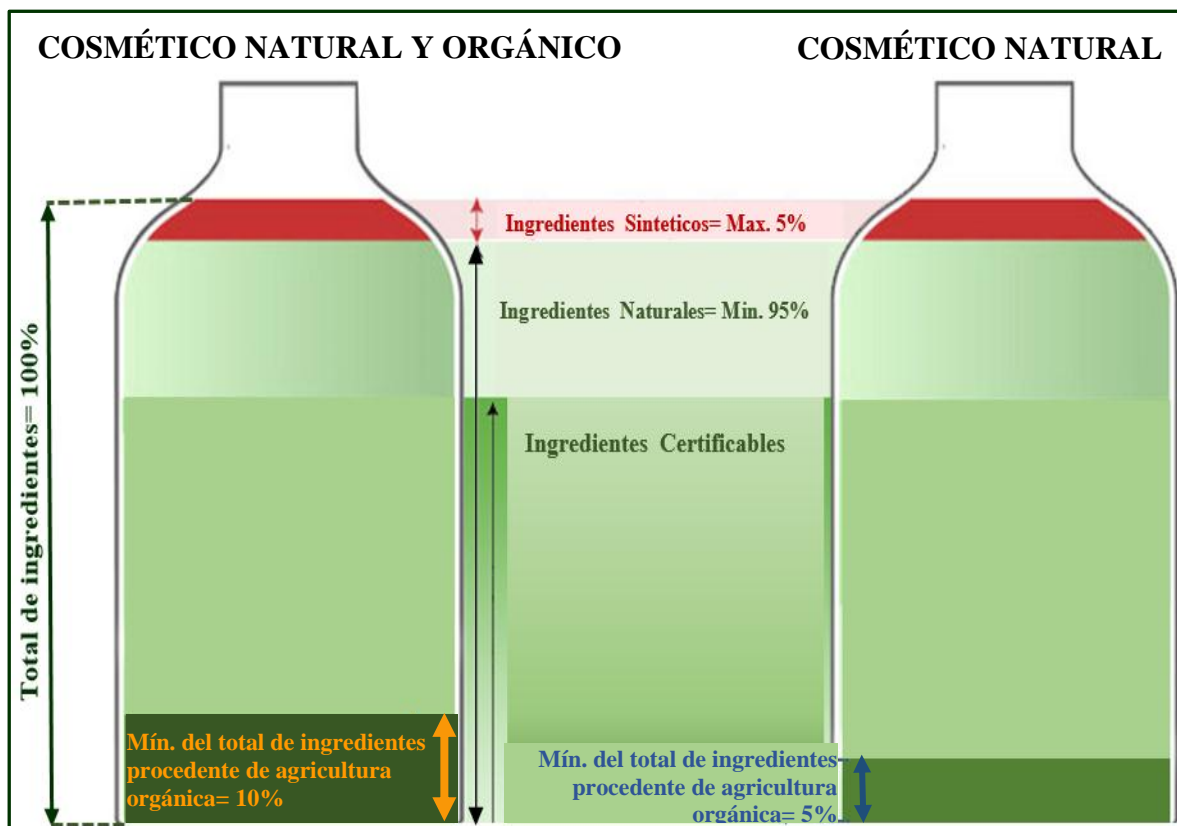 COSMÉTICO NATURAL Y ORGÁNICO
COSMÉTICO NATURAL
Total de ingredientes= 100%
Ingredientes Sinteticos= Max. 5%
Ingredientes Naturales= Min. 95%
Ingredientes Certificables
Mín. del total de ingredientes
procedente de agricultura
orgánica= 10%
Mín. del total de ingredientes
procedente de agricultura
orgánica= 5%